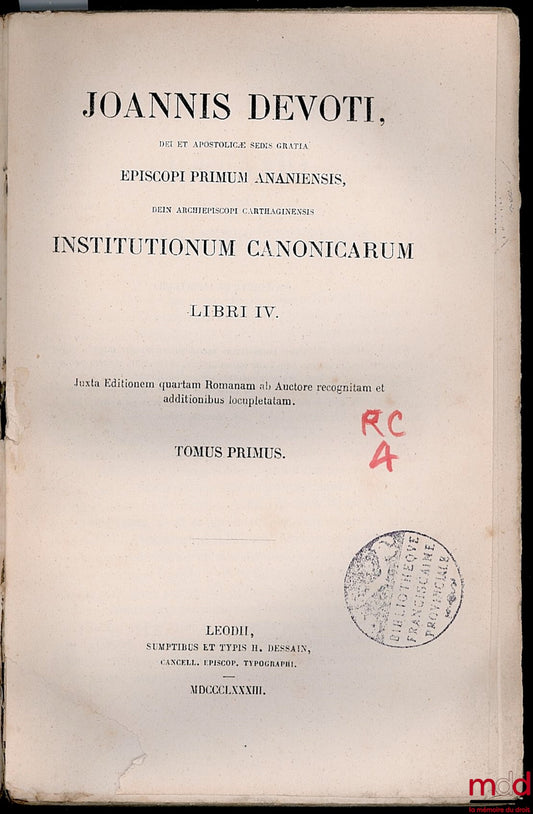 JOANNIS DEVOTI,
DEI ET APOSTOLICÆ SEDIS GRATIA
EPISCOPI PRIMUM ANANIENSIS,
DEIN ARCHIEPISCOPI CARTHAGINENSIS
INSTITUTIONUM CANONICARUM
LIBRI IV.
Juxta Editionem quartam Romanam ab Auctore recognitam et
additionibus locupletatam.
RC
4
TOMUS PRIMUS.
BIBLIOTHEQUE
FRANCISCAINE
PROVINCIALE
LEODII,
SUMPTIBUS ET TYPIS H. DESSAIN,
CANCELL. EPISCOP. TYPOGRAPHI.
MDCCCLXXXIII.
mdd
la mémoire du droit